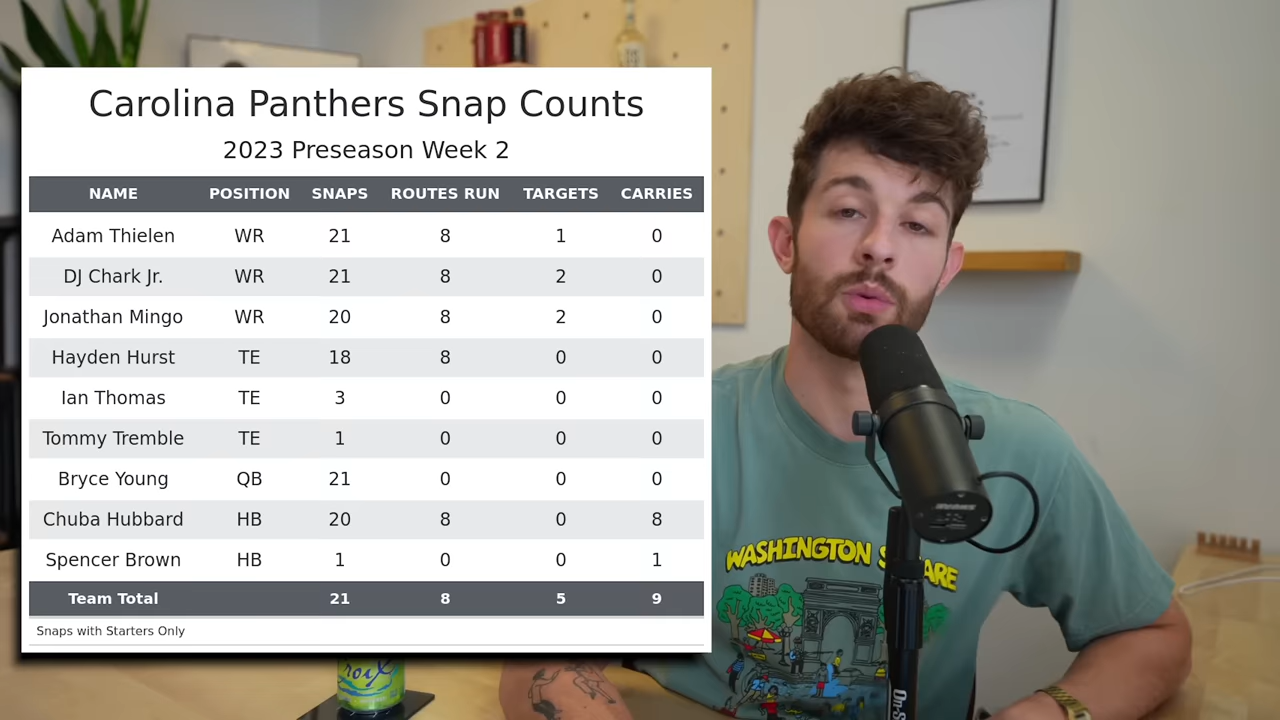 Carolina Panthers Snap Counts
2023 Preseason Week 2
NAME POSITION SNAPS ROUTES RUN TARGETS CARRIES
Adam Thielen WR 21 8 1 0
DJ Chark Jr. WR 21 8 2 0
Jonathan Mingo WR 20 8 2 0
Hayden Hurst TE 18 8 0 0
Ian Thomas TE 3 0 0 0
Tommy Tremble TE 1 0 0 0
Bryce Young QB 21 0 0 0
Chuba Hubbard HB 20 8 0 8
Spencer Brown HB 1 0 0 1
Team Total 21 8 5 9
Snaps with Starters Only
WASHINGTON